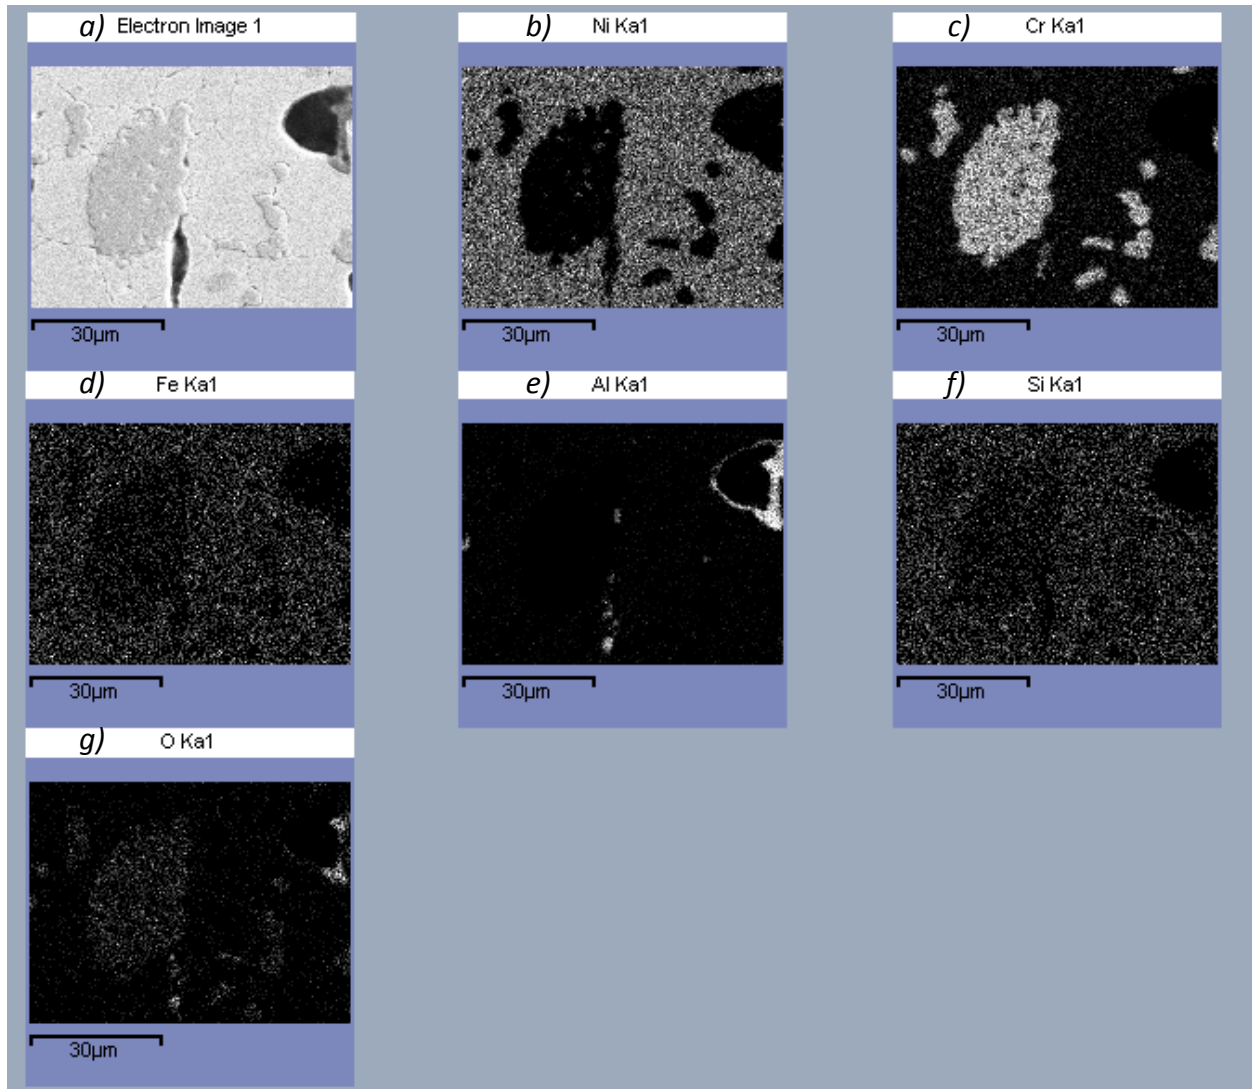 a) Electron Image 1
b) Ni Ka1
c) Cr Ka1
30µm
30µm
30µm
d) Fe Ka1
e) Al Ka1
f) Si Ka1
30µm
30µm
30µm
g) O Ka1
30µm